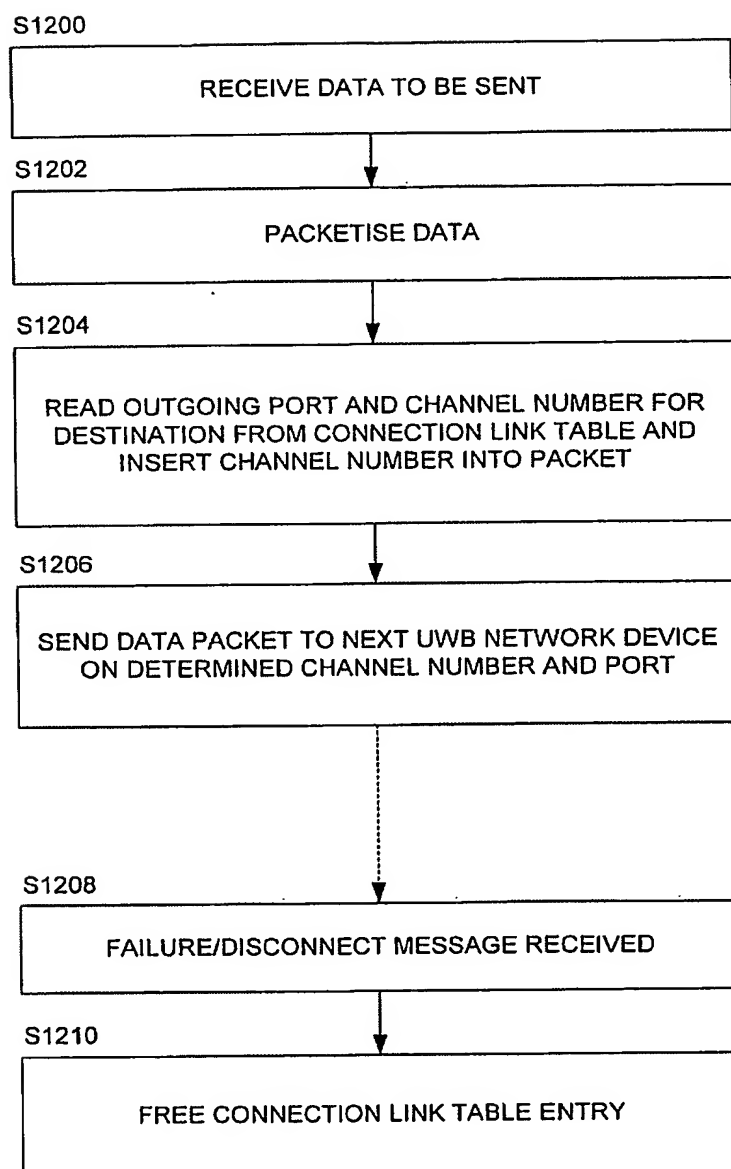 S1200
RECEIVE DATA TO BE SENT
S1202
PACKETISE DATA
S1204
READ OUTGOING PORT AND CHANNEL NUMBER FOR
DESTINATION FROM CONNECTION LINK TABLE AND
INSERT CHANNEL NUMBER INTO PACKET
S1206
SEND DATA PACKET TO NEXT UWB NETWORK DEVICE
ON DETERMINED CHANNEL NUMBER AND PORT
S1208
FAILURE/DISCONNECT MESSAGE RECEIVED
S1210
FREE CONNECTION LINK TABLE ENTRY